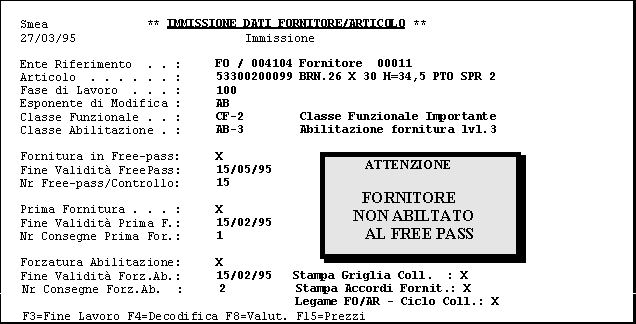 Smea ** IMMISSIONE DATI FORNITORE/ARTICOLO **
27/03/95 Immissione
Ente Riferimento . . : FO / 004104 Fornitore 00011
Articolo . . . . . . : 53300200099 BRN.26 X 30 H=34,5 PTO SPR 2
Fase di Lavoro . . . : 100
Esponente di Modifica : AB
Classe Funzionale . . : CF-2 Classe Funzionale Importante
Classe Abilitazione . : AB-3 Abilitazione fornitura lvl.3
Fornitura in Free-pass: X
Fine Validità FreePass: 15/05/95
Nr Free-pass/Controllo: 15
ATTENZIONE
FORNITORE
NON ABILTATO
AL FREE PASS
Prima Fornitura . . . : X
Fine Validità Prima F.: 15/02/95
Nr Consegne Prima For.: 1
Forzatura Abilitazione: X
Fine Validità Forz.Ab.: 15/02/95 Stampa Griglia Coll. : X
Nr Consegne Forz.Ab. : 2 Stampa Accordi Fornit.: X
Legame FO/AR - Ciclo Coll.: X
F3=Fine Lavoro F4=Decodifica F8=Valut. F15=Prezzi